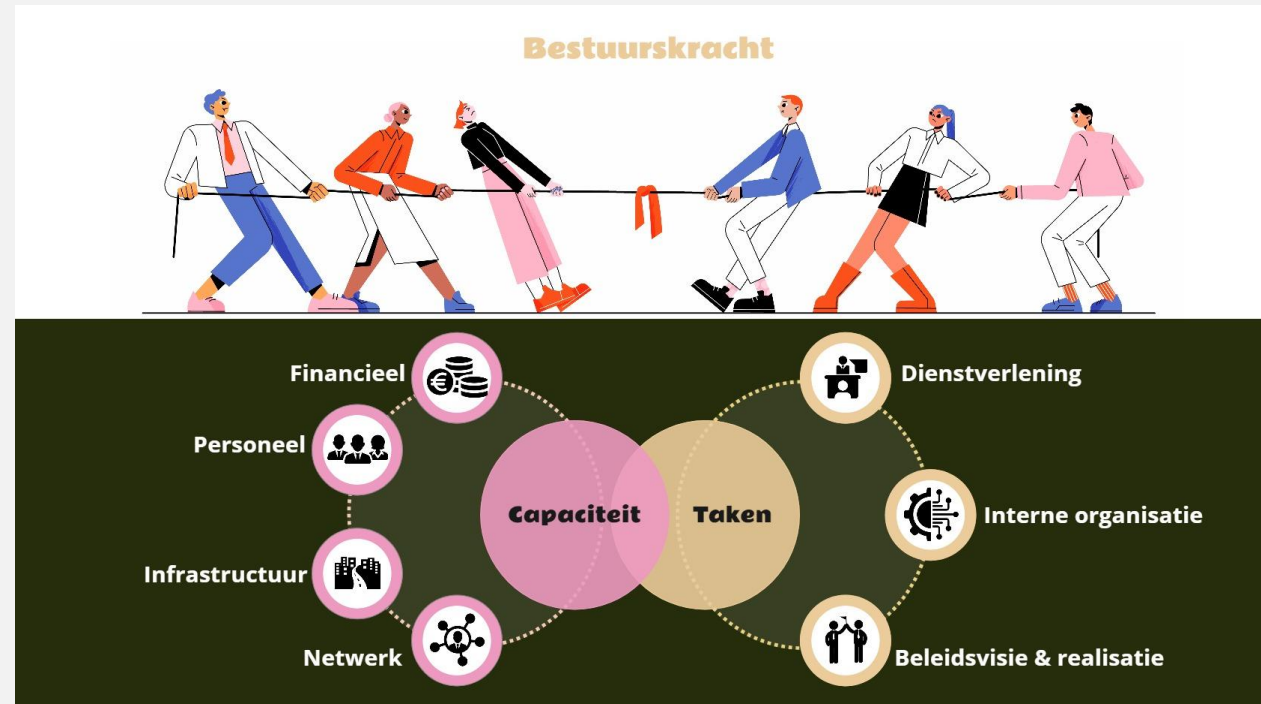 Bestuurskracht
Financieel
Personeel
Infrastructuur
Netwerk
Capaciteit
Taken
Dienstverlening
Interne organisatie
Beleidsvisie & realisatie